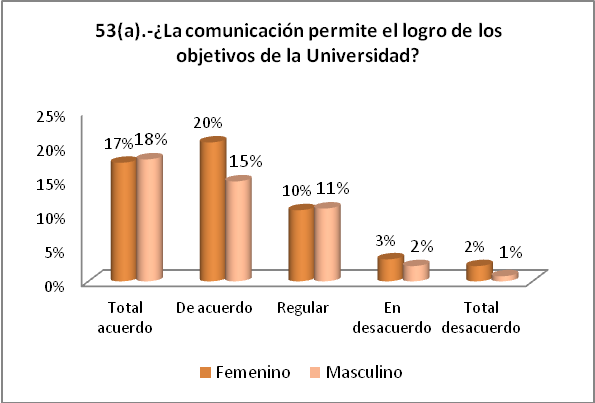 53(a).-¿La comunicación permite el logro de los
objetivos de la Universidad?
25%
20%
15%
10%
5%
0%
17%
18%
20%
15%
10%
11%
3%
2%
2%
1%
Total
acuerdo
De acuerdo
Regular
En
desacuerdo
Total
desacuerdo
Femenino
Masculino